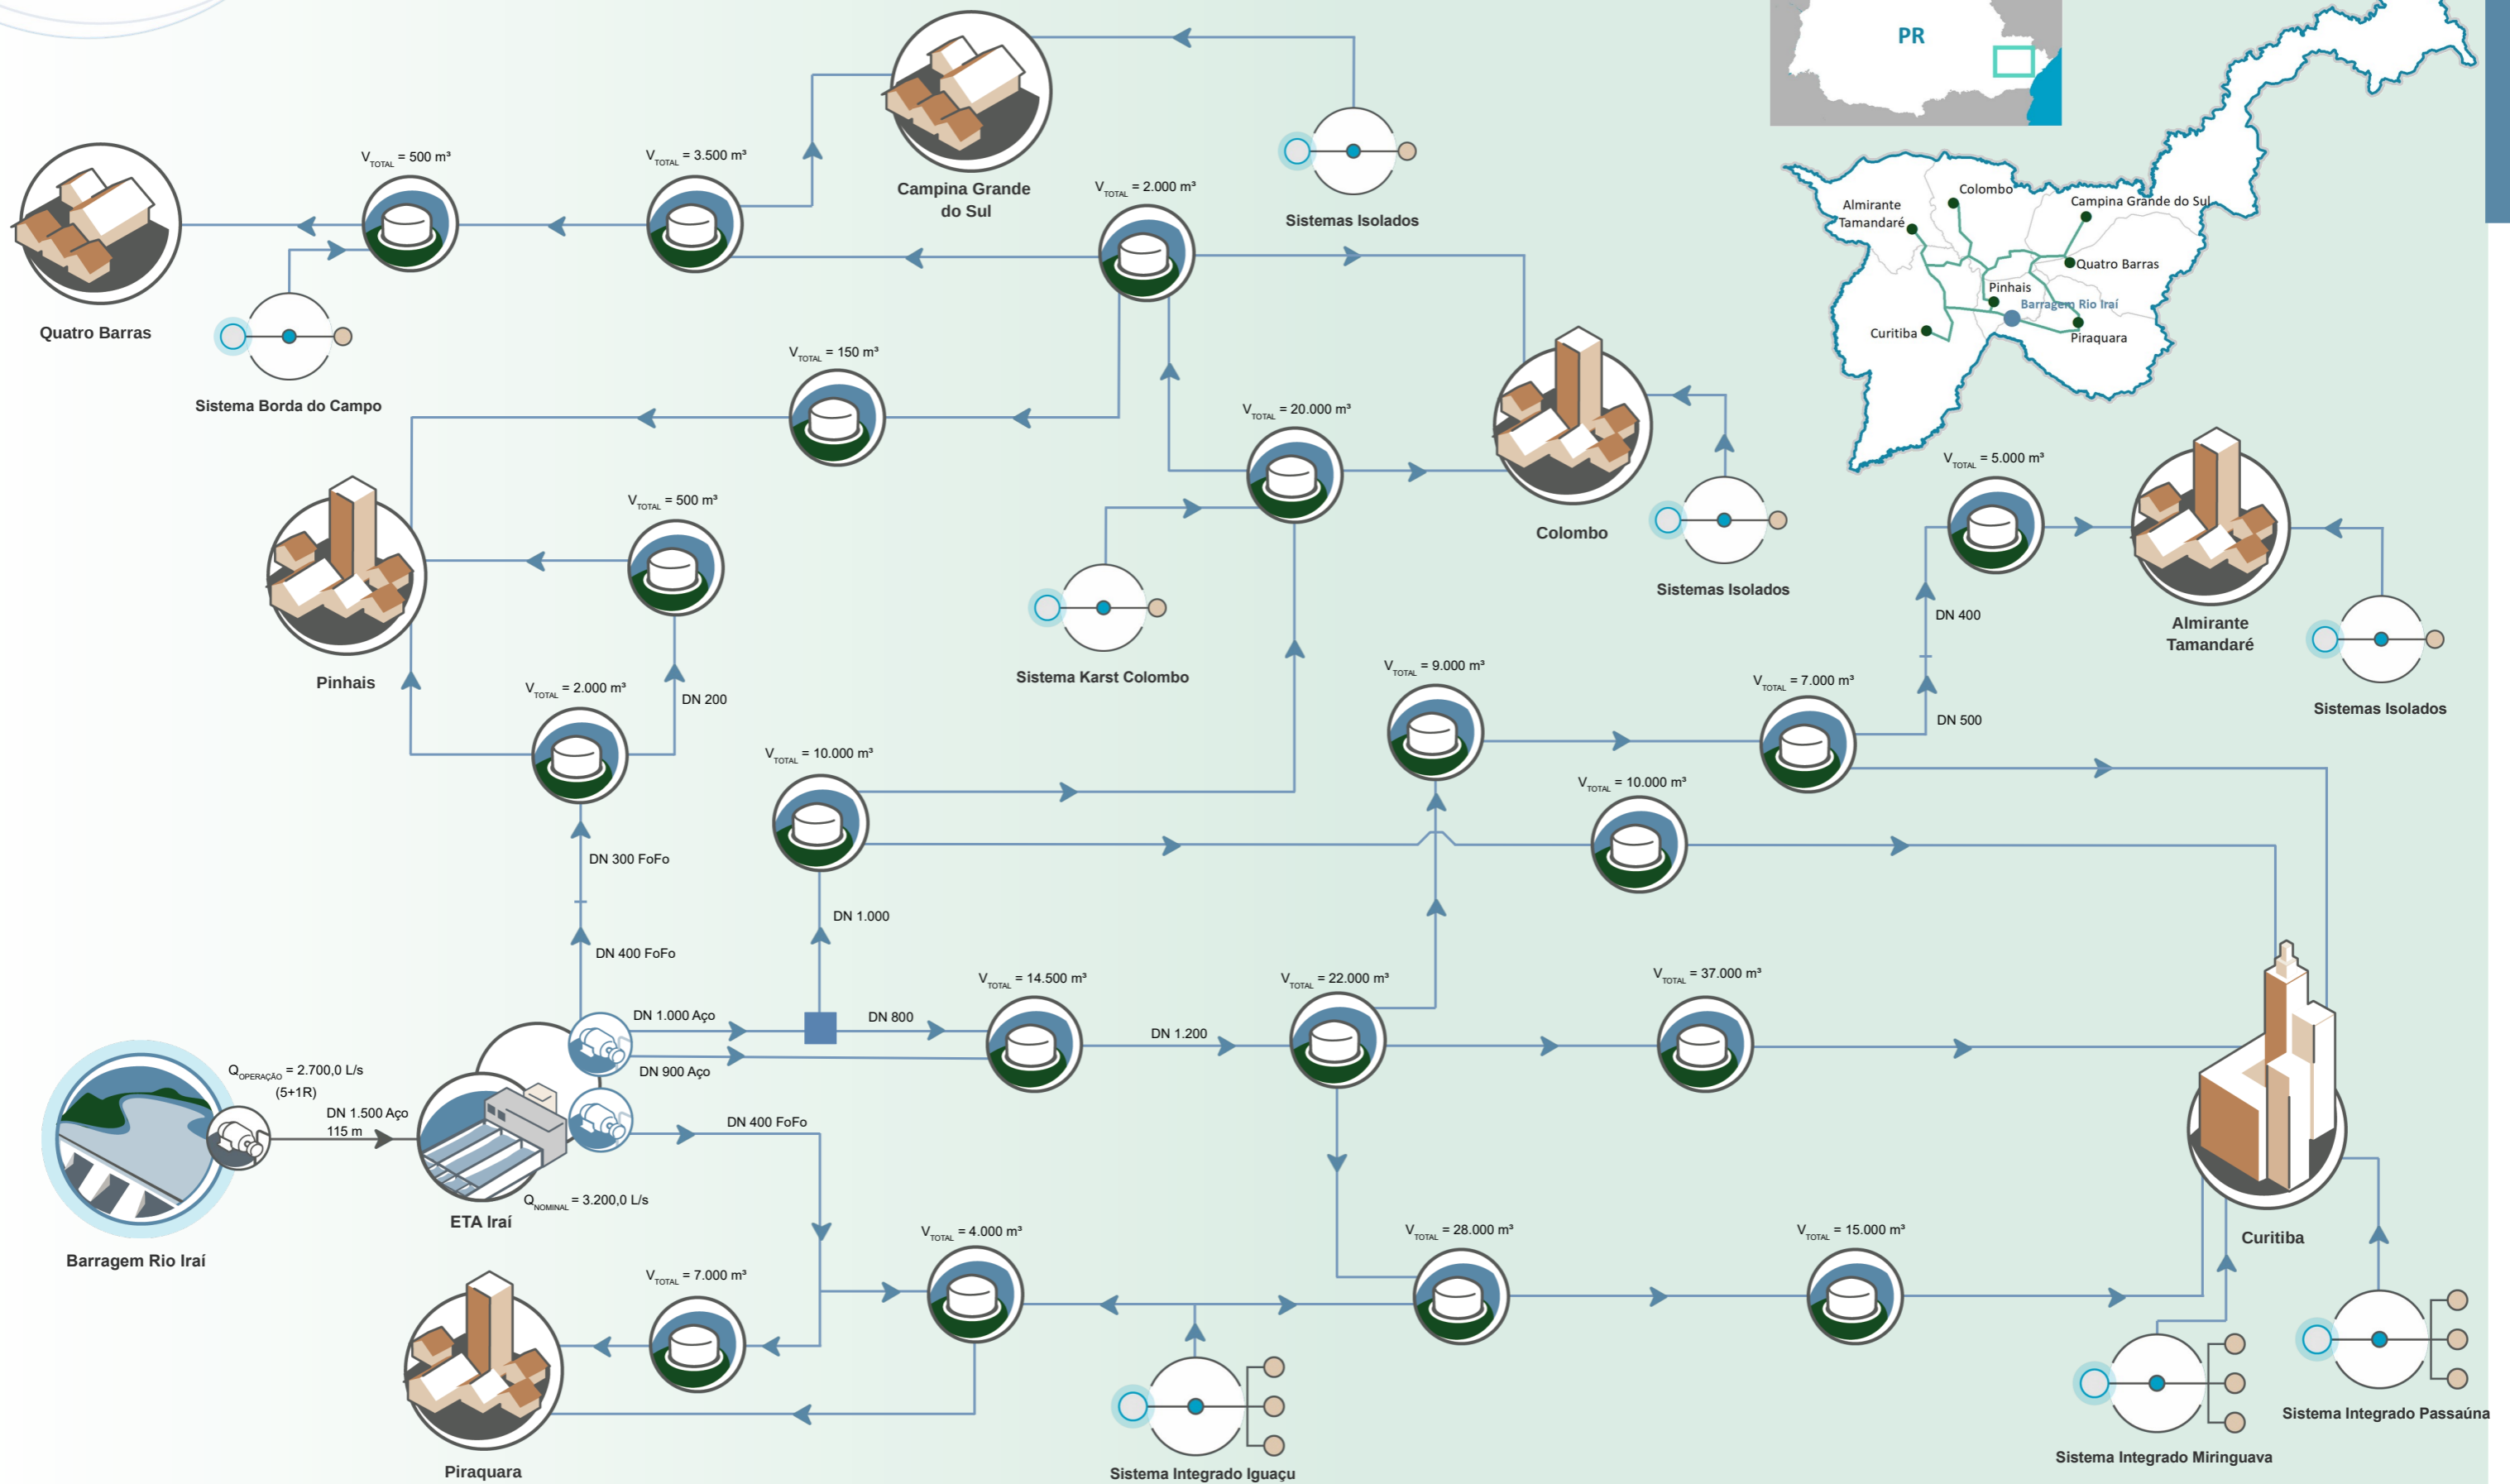 PR
Colombo
Almirante
Tamandaré
Campina Grande do Sul
Quatro Barras
Pinhais
Barragem Rio Iraí
Curitiba
Piraquara
Campina Grande
do Sul
Sistemas Isolados
V TOTAL = 500 m³
V TOTAL = 3.500 m³
V TOTAL = 2.000 m³
Quatro Barras
Sistema Borda do Campo
V TOTAL = 150 m³
V TOTAL = 20.000 m³
Colombo
Sistemas Isolados
V TOTAL = 5.000 m³
Almirante
Tamandaré
Sistemas Isolados
DN 400
DN 500
V TOTAL = 500 m³
Pinhais
DN 200
V TOTAL = 2.000 m³
Sistema Karst Colombo
V TOTAL = 9.000 m³
V TOTAL = 7.000 m³
V TOTAL = 10.000 m³
V TOTAL = 10.000 m³
DN 300 FoFo
DN 400 FoFo
DN 1.000
V TOTAL = 14.500 m³
V TOTAL = 22.000 m³
V TOTAL = 37.000 m³
DN 1.000 Aço
DN 800
DN 1.200
DN 900 Aço
Q OPERAÇÃO = 2.700,0 L/s
(5+1R)
DN 1.500 Aço
115 m
DN 400 FoFo
Q NOMINAL = 3.200,0 L/s
ETA Iraí
Barragem Rio Iraí
V TOTAL = 4.000 m³
V TOTAL = 28.000 m³
V TOTAL = 15.000 m³
Curitiba
V TOTAL = 7.000 m³
Piraquara
Sistema Integrado Iguaçu
Sistema Integrado Miringuava
Sistema Integrado Passaúna